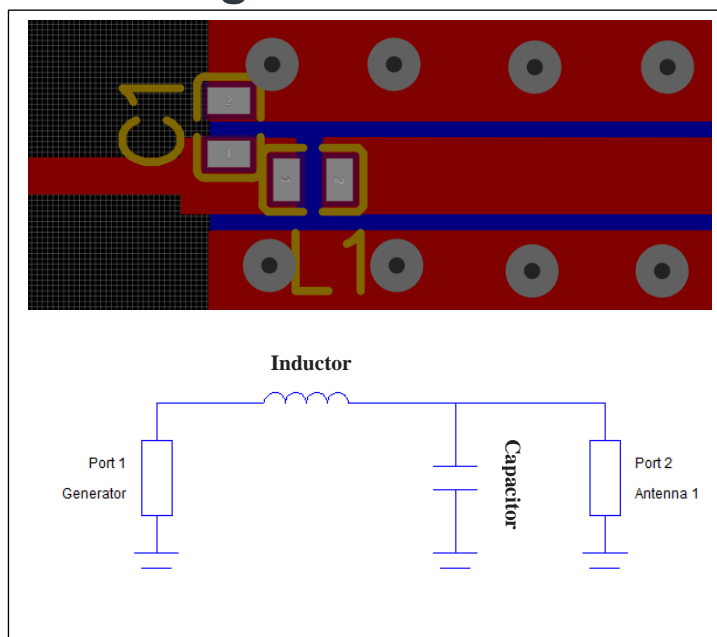 C1
2
1
1
2
L1
Inductor
Port 1
Generator
Capacitor
Port 2
Antenna 1